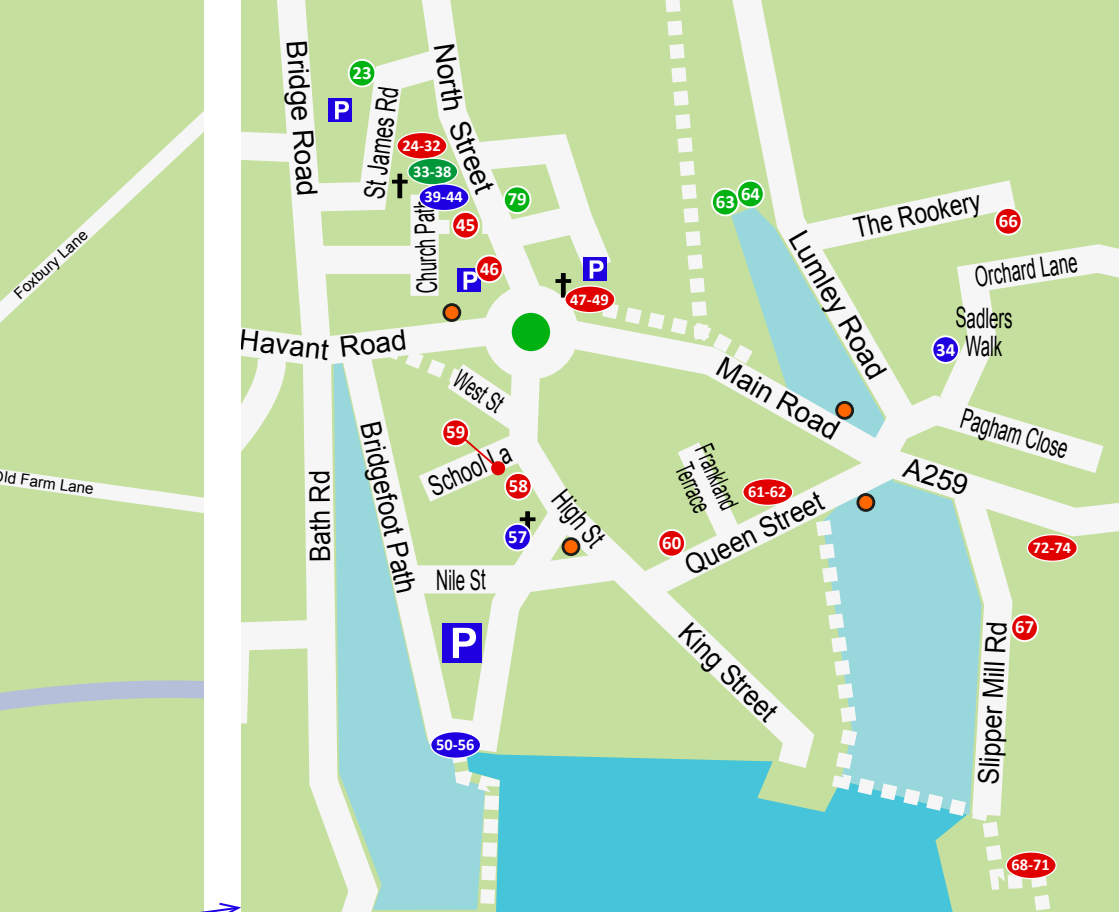 Bridge Road
North Street
23
P
St James Rd
24-32
33-38
39-44
79
45
Church Path
P
46
P
47-49
63
64
The Rookery
66
Orchard Lane
Lumley Road
Sadlers
Walk
34
Foxbury Lane
Havant Road
West St
Main Road
Pagham Close
59
School La
58
Frankland
Terrace
61-62
A259
Old Farm Lane
Bath Rd
Bridgefoot Path
High St
57
60
Queen Street
72-74
Nile St
P
King Street
67
Slipper Mill Rd
50-56
68-71